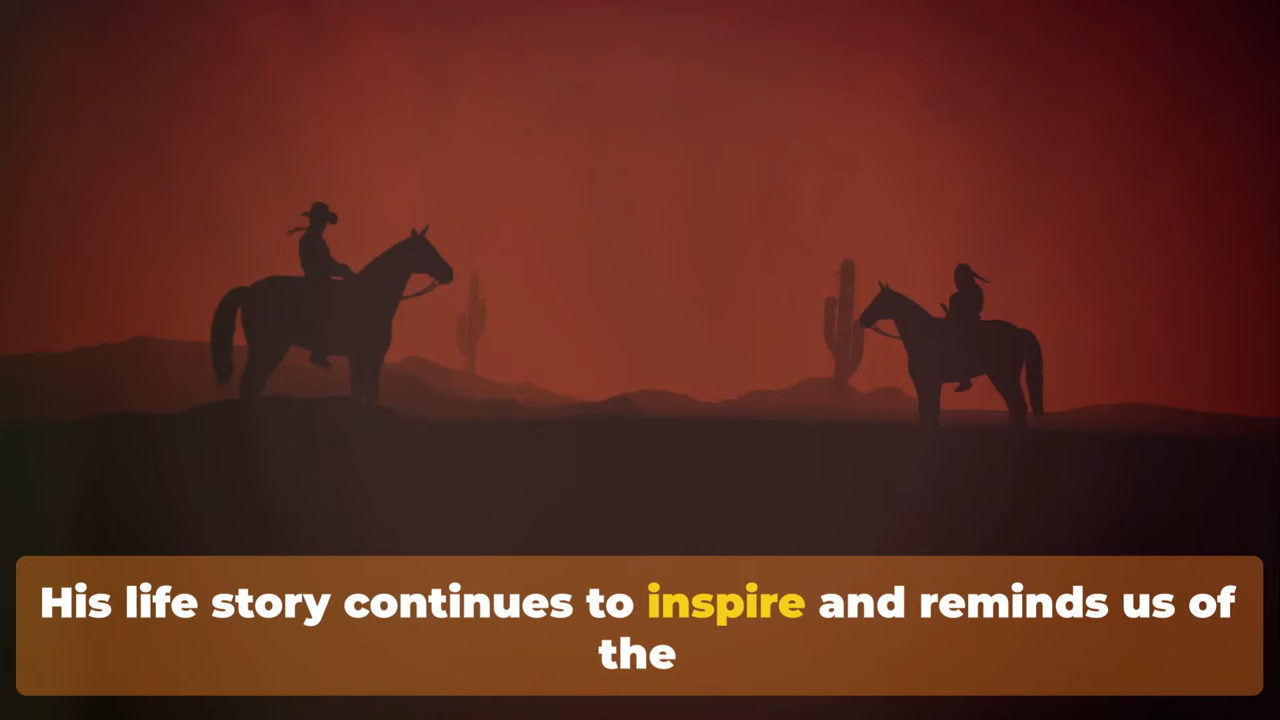 His life story continues to inspire and reminds us of
the